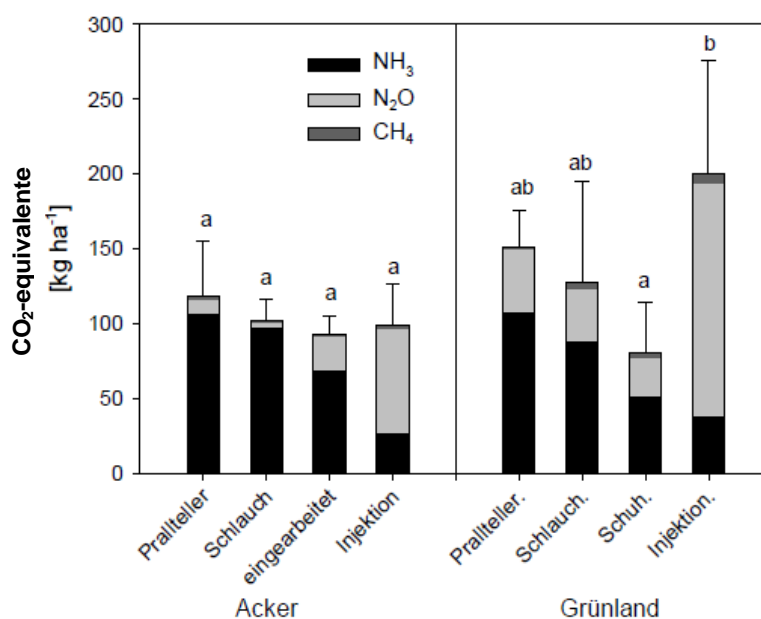 CO₂-equivalente
[kg ha⁻¹]
300
250
200
150
100
50
0
NH₃
N₂O
CH₄
a
a
a
a
ab
ab
a
b
Prallteller
Schlauch
eingearbeitet
Injektion
Prallteller.
Schlauch.
Schuh.
Injektion.
Acker
Grünland